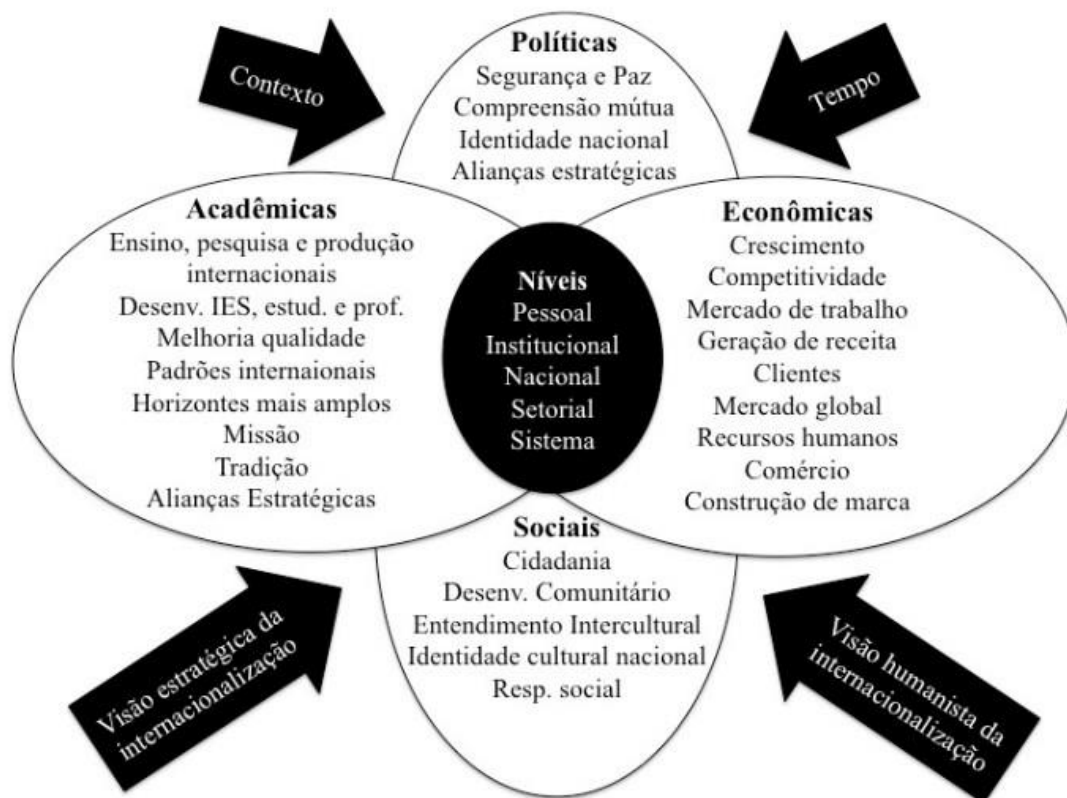 Contexto
Tempo
Políticas
Segurança e Paz
Compreensão mútua
Identidade nacional
Alianças estratégicas
Acadêmicas
Ensino, pesquisa e produção
internacionais
Desenv. IES, estud. e prof.
Melhoria qualidade
Padrões internaionais
Horizontes mais amplos
Missão
Tradição
Alianças Estratégicas
Níveis
Pessoal
Institucional
Nacional
Setorial
Sistema
Econômicas
Crescimento
Competitividade
Mercado de trabalho
Geração de receita
Clientes
Mercado global
Recursos humanos
Comércio
Construção de marca
Sociais
Cidadania
Desenv. Comunitário
Entendimento Intercultural
Identidade cultural nacional
Resp. social
Visão estratégica da
internacionalização
Visão humanista da
internacionalização